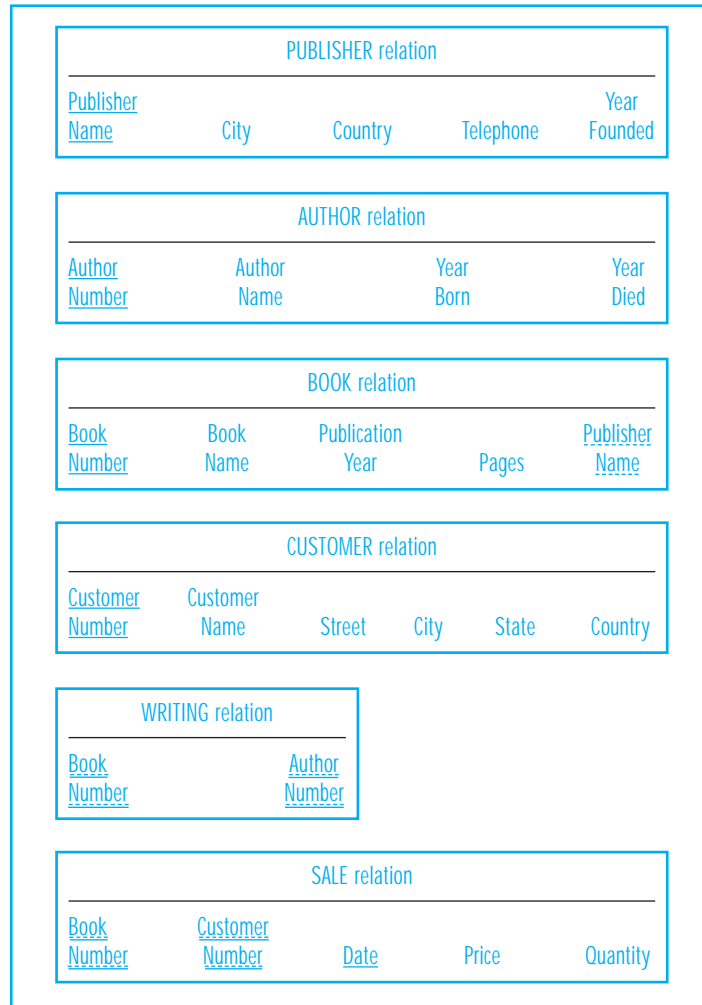 PUBLISHER relation
Publisher Year
Name City Country Telephone Founded
AUTHOR relation
Author Author Year Year
Number Name Born Died
BOOK relation
Book Book Publication Publisher
Number Name Year Pages Name
CUSTOMER relation
Customer Customer
Number Name Street City State Country
WRITING relation
Book Author
Number Number
SALE relation
Book Customer
Number Number Date Price Quantity